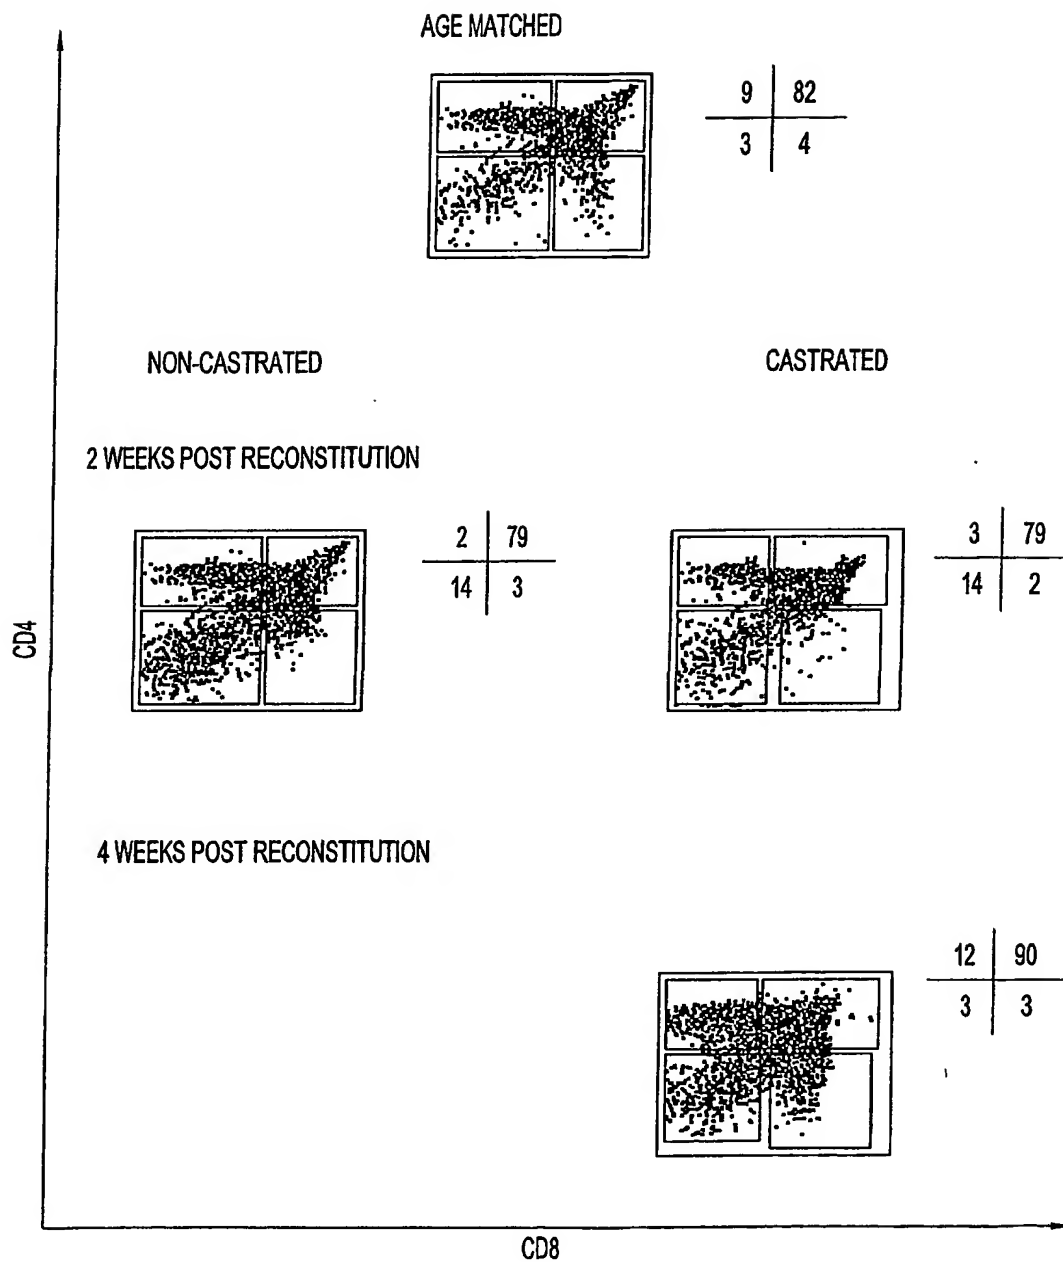 AGE MATCHED
9 82
3 4
NON-CASTRATED
CASTRATED
2 WEEKS POST RECONSTITUTION
2 79
14 3
3 79
14 2
CD4
4 WEEKS POST RECONSTITUTION
12 90
3 3
CD8